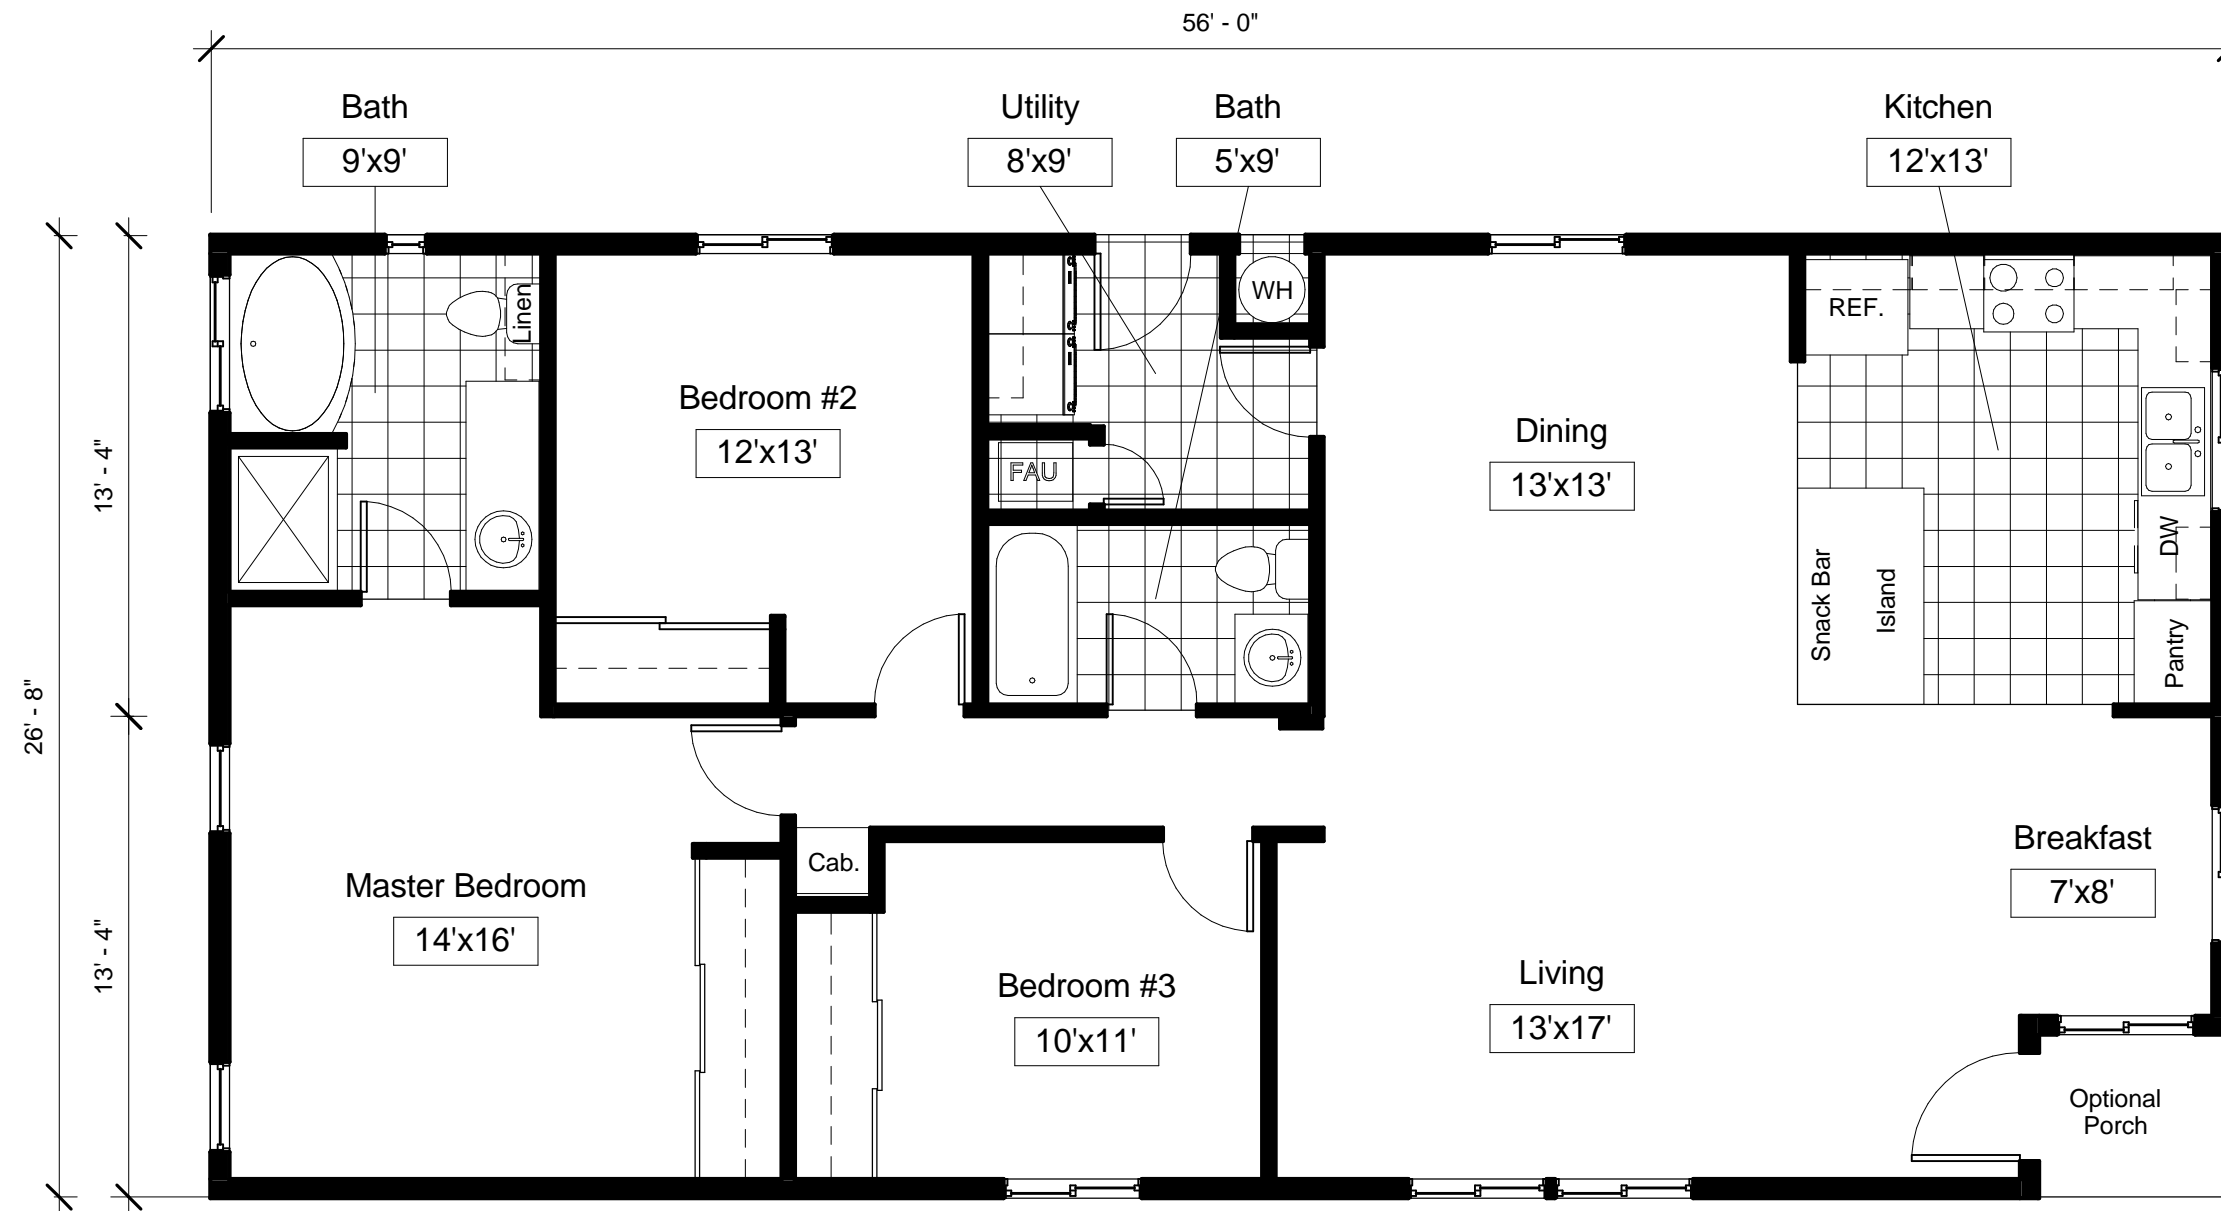 56' - 0"
Bath
9'x9'
Utility
8'x9'
Bath
5'x9'
Kitchen
12'x13'
Linen
WH
REF.
Bedroom #2
12'x13'
Dining
13'x13'
FAU
13' - 4"
DW
Snack Bar
Island
Pantry
26' - 8"
Breakfast
7'x8'
Cab.
Master Bedroom
14'x16'
13' - 4"
Living
13'x17'
Bedroom #3
10'x11'
Optional
Porch